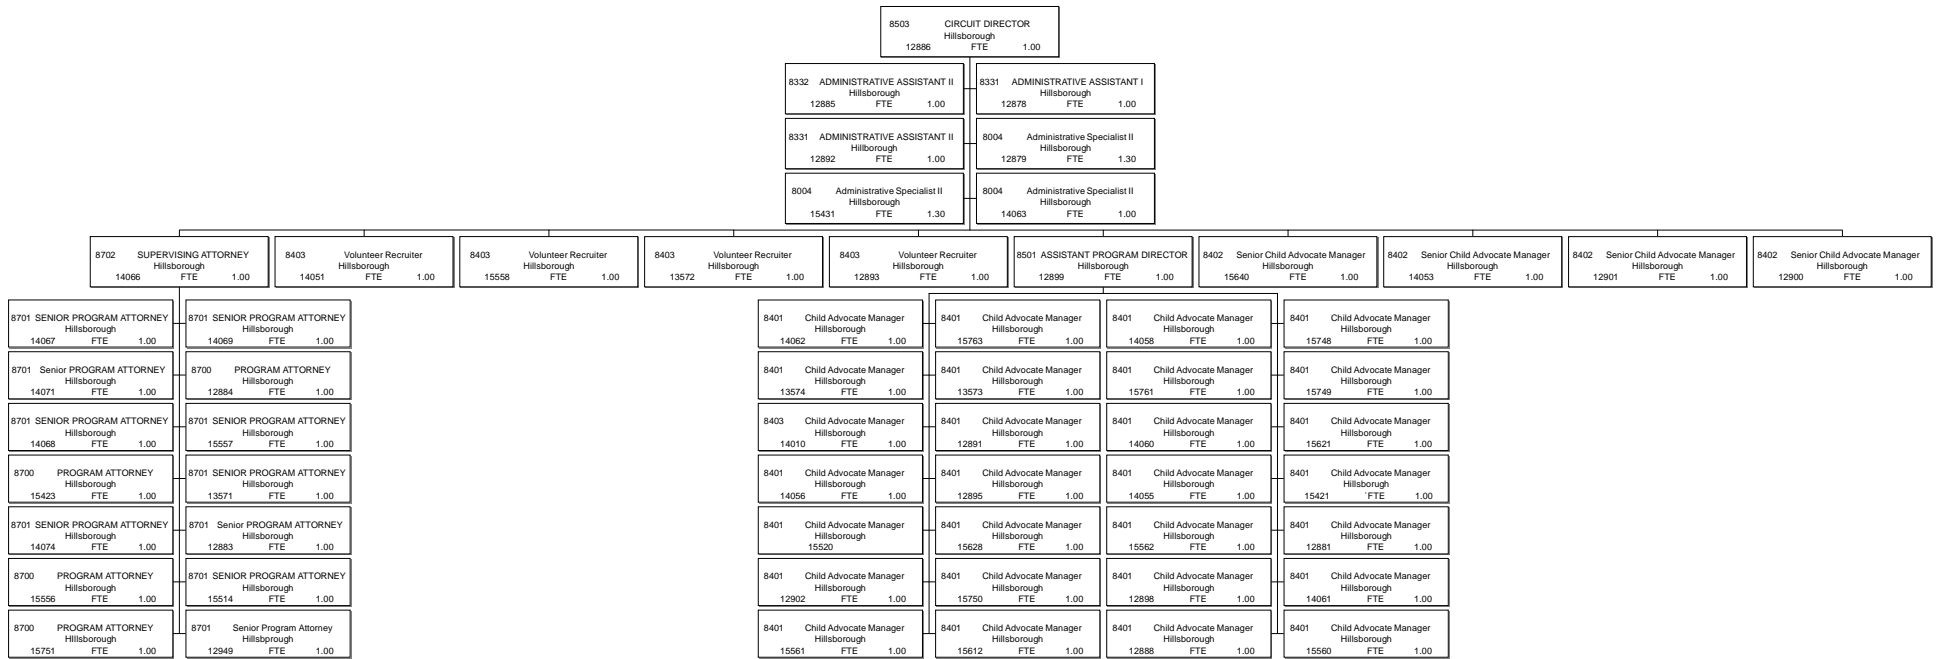 8503 CIRCUIT DIRECTOR
Hillsborough
12886 FTE 1.00
8332 ADMINISTRATIVE ASSISTANT II
Hillsborough
12885 FTE 1.00
8331 ADMINISTRATIVE ASSISTANT I
Hillsborough
12878 FTE 1.00
8331 ADMINISTRATIVE ASSISTANT II
Hillborough
12892 FTE 1.00
8004 Administrative Specialist II
Hillsborough
12879 FTE 1.30
8004 Administrative Specialist II
Hillsborough
15431 FTE 1.30
8004 Administrative Specialist II
Hillsborough
14063 FTE 1.00
8702 SUPERVISING ATTORNEY
Hillsborough
14066 FTE 1.00
8403 Volunteer Recruiter
Hillsborough
14051 FTE 1.00
8403 Volunteer Recruiter
Hillsborough
15558 FTE 1.00
8403 Volunteer Recruiter
Hillsborough
13572 FTE 1.00
8403 Volunteer Recruiter
Hillsborough
12893 FTE 1.00
8501 ASSISTANT PROGRAM DIRECTOR
Hillsborough
12899 FTE 1.00
8402 Senior Child Advocate Manager
Hillsborough
15640 FTE 1.00
8402 Senior Child Advocate Manager
Hillsborough
14053 FTE 1.00
8402 Senior Child Advocate Manager
Hillsborough
12901 FTE 1.00
8402 Senior Child Advocate Manager
Hillsborough
12900 FTE 1.00
8701 SENIOR PROGRAM ATTORNEY
Hillsborough
14067 FTE 1.00
8701 SENIOR PROGRAM ATTORNEY
Hillsborough
14069 FTE 1.00
8701 Senior PROGRAM ATTORNEY
Hillsborough
14071 FTE 1.00
8700 PROGRAM ATTORNEY
Hillsborough
12884 FTE 1.00
8701 SENIOR PROGRAM ATTORNEY
Hillsborough
14068 FTE 1.00
8701 SENIOR PROGRAM ATTORNEY
Hillsborough
15557 FTE 1.00
8700 PROGRAM ATTORNEY
Hillsborough
15423 FTE 1.00
8701 SENIOR PROGRAM ATTORNEY
Hillsborough
13571 FTE 1.00
8701 SENIOR PROGRAM ATTORNEY
Hillsborough
14074 FTE 1.00
8701 Senior PROGRAM ATTORNEY
Hillsborough
12883 FTE 1.00
8700 PROGRAM ATTORNEY
Hillsborough
15556 FTE 1.00
8701 SENIOR PROGRAM ATTORNEY
Hillsborough
15514 FTE 1.00
8700 PROGRAM ATTORNEY
HIllsborough
15751 FTE 1.00
8701 Senior Program Attorney
Hillsbprough
12949 FTE 1.00
8401 Child Advocate Manager
Hillsborough
14062 FTE 1.00
8401 Child Advocate Manager
Hillsborough
15763 FTE 1.00
8401 Child Advocate Manager
Hillsborough
14058 FTE 1.00
8401 Child Advocate Manager
Hillsborough
15748 FTE 1.00
8401 Child Advocate Manager
Hillsborough
13574 FTE 1.00
8401 Child Advocate Manager
Hillsborough
13573 FTE 1.00
8401 Child Advocate Manager
Hillsborough
15761 FTE 1.00
8401 Child Advocate Manager
Hillsborough
15749 FTE 1.00
8403 Child Advocate Manager
Hillsborough
14010 FTE 1.00
8401 Child Advocate Manager
Hillsborough
12891 FTE 1.00
8401 Child Advocate Manager
Hillsborough
14060 FTE 1.00
8401 Child Advocate Manager
Hillsborough
15621 FTE 1.00
8401 Child Advocate Manager
Hillsborough
14056 FTE 1.00
8401 Child Advocate Manager
Hillsborough
12895 FTE 1.00
8401 Child Advocate Manager
Hillsborough
14055 FTE 1.00
8401 Child Advocate Manager
Hillsborough
15421 `FTE 1.00
8401 Child Advocate Manager
Hillsborough
15520
8401 Child Advocate Manager
Hillsborough
15628 FTE 1.00
8401 Child Advocate Manager
Hillsborough
15562 FTE 1.00
8401 Child Advocate Manager
Hillsborough
12881 FTE 1.00
8401 Child Advocate Manager
Hillsborough
12902 FTE 1.00
8401 Child Advocate Manager
Hillsborough
15750 FTE 1.00
8401 Child Advocate Manager
Hillsborough
12898 FTE 1.00
8401 Child Advocate Manager
Hillsborough
14061 FTE 1.00
8401 Child Advocate Manager
Hillsborough
15561 FTE 1.00
8401 Child Advocate Manager
Hillsborough
15612 FTE 1.00
8401 Child Advocate Manager
Hillsborough
12888 FTE 1.00
8401 Child Advocate Manager
Hillsborough
15560 FTE 1.00